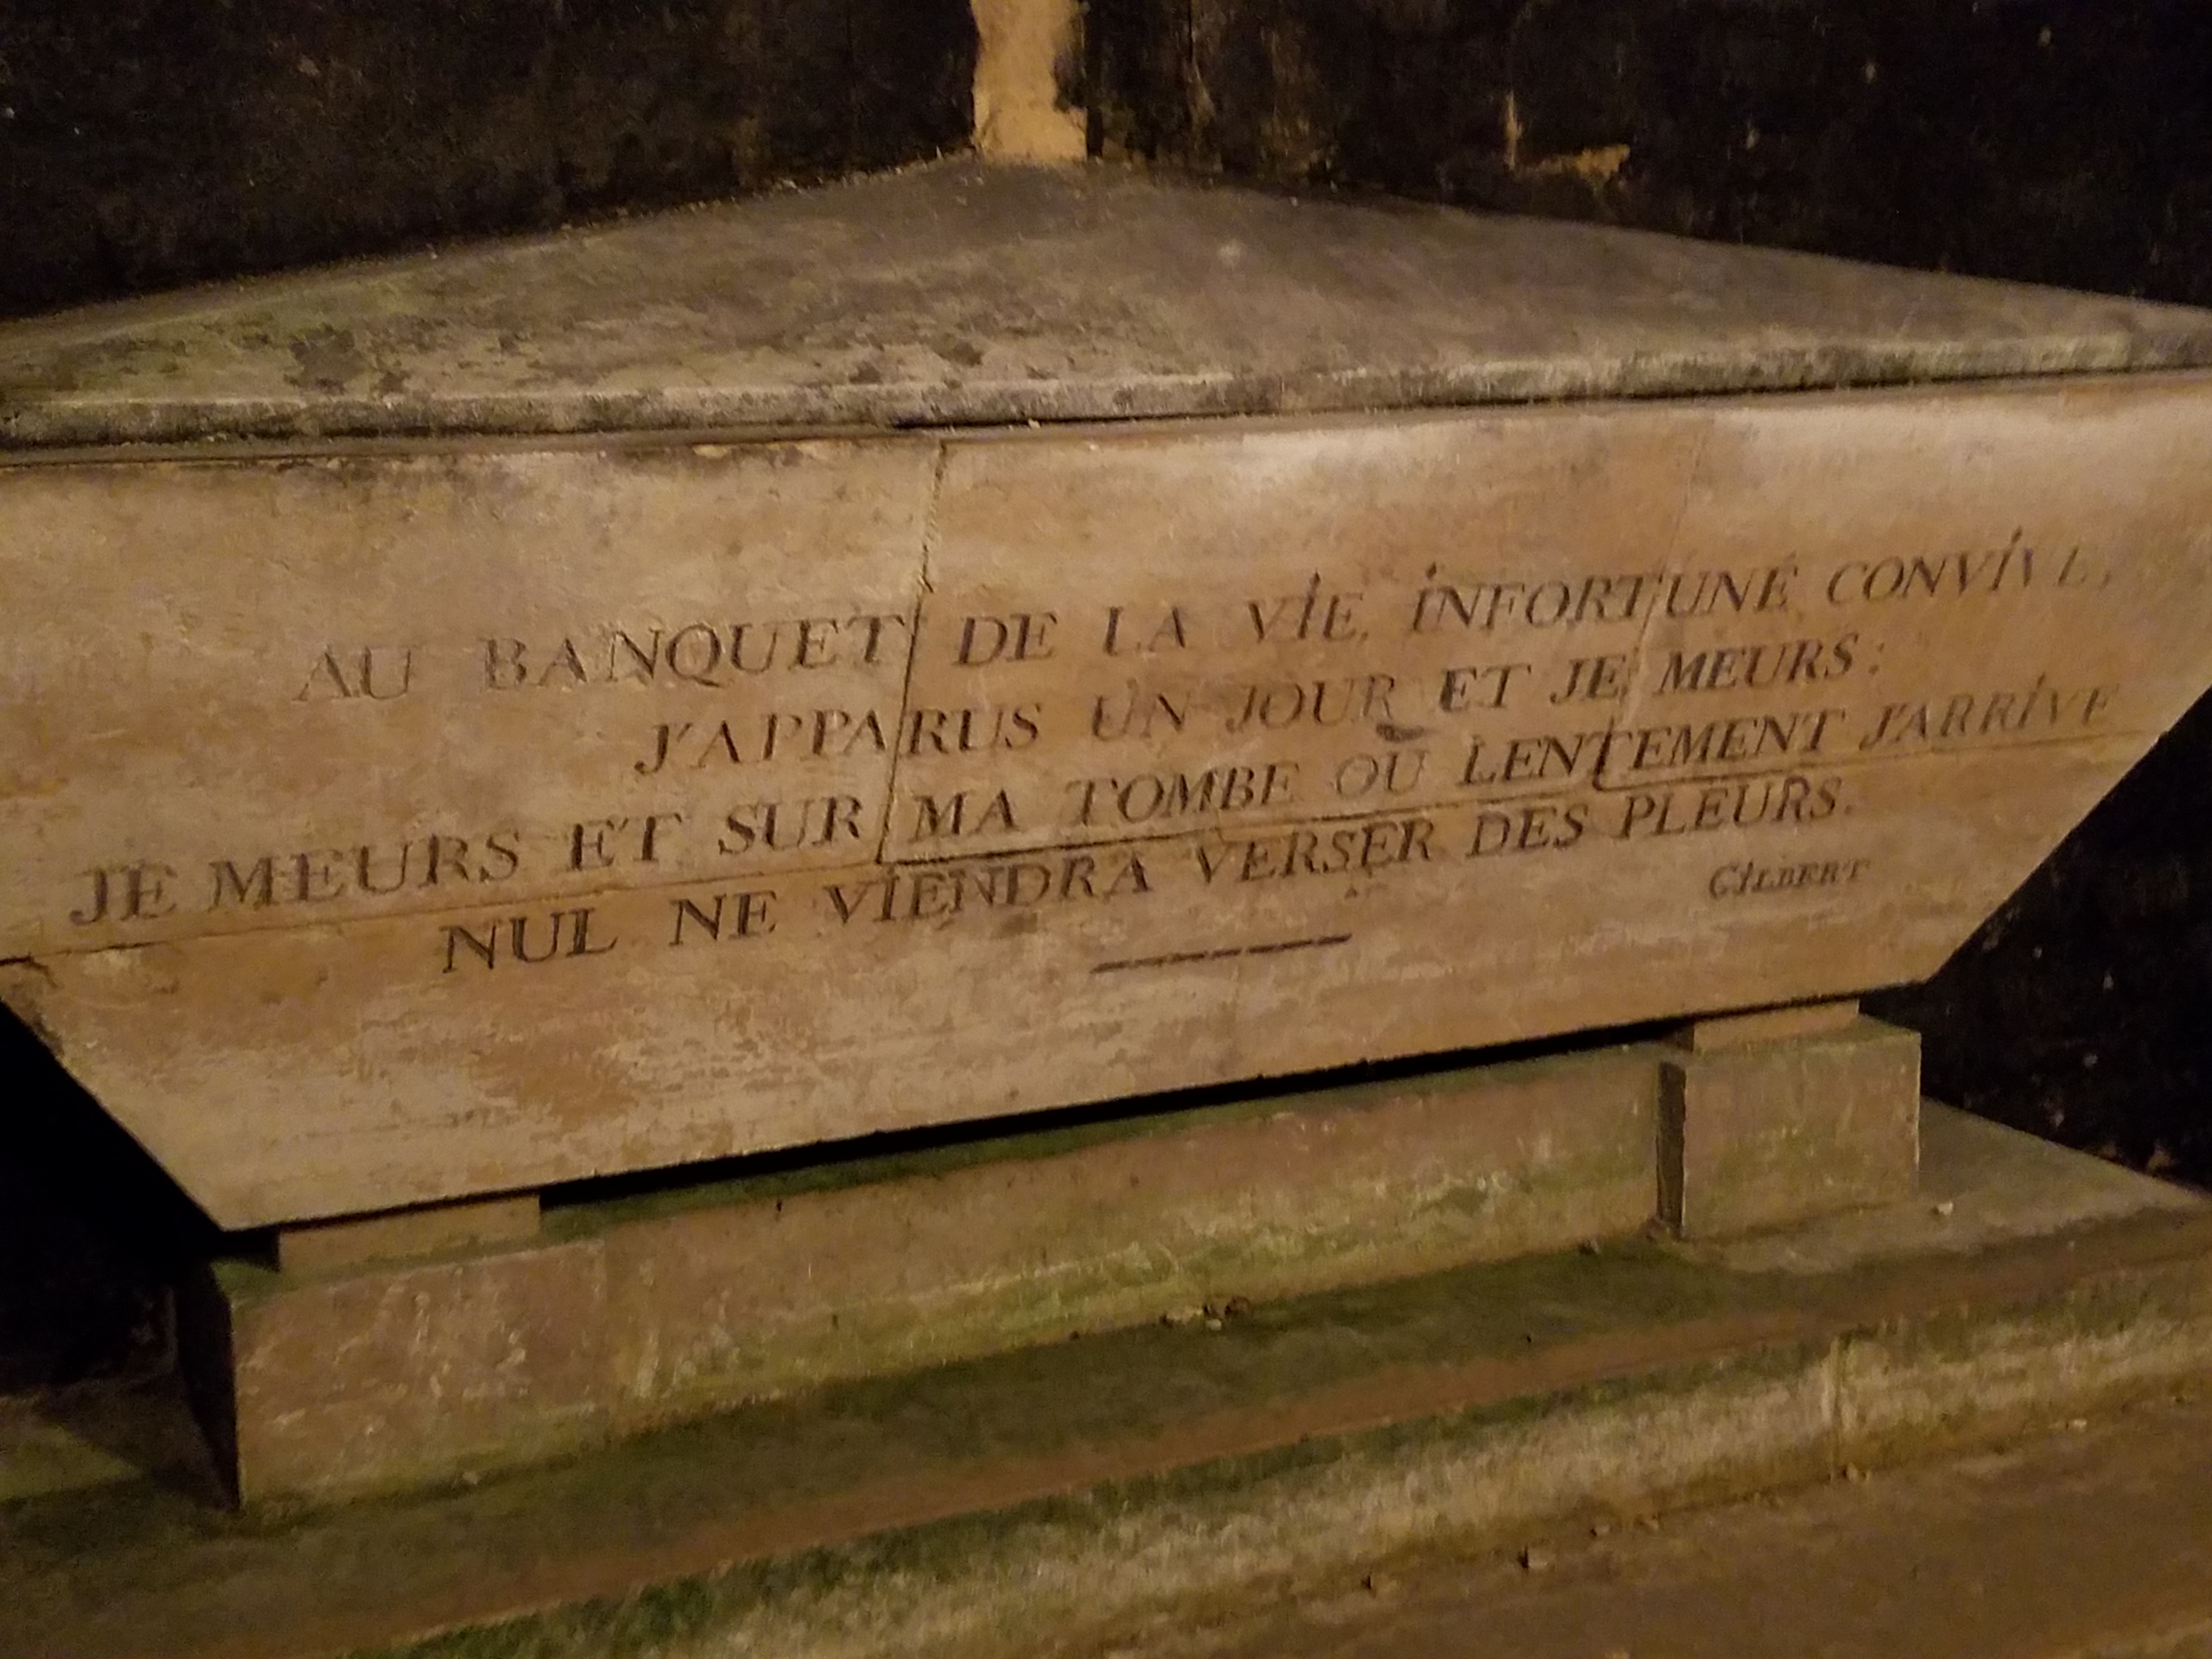 AU BANQUET DE LA VIE, INFORTUNÉ CONVIVE,
J'APPARUS UN JOUR ET JE MEURS:
JE MEURS ET SUR MA TOMBE OU LENTEMENT J'ARRIVE
NUL NE VIENDRA VERSER DES PLEURS.
GILBERT